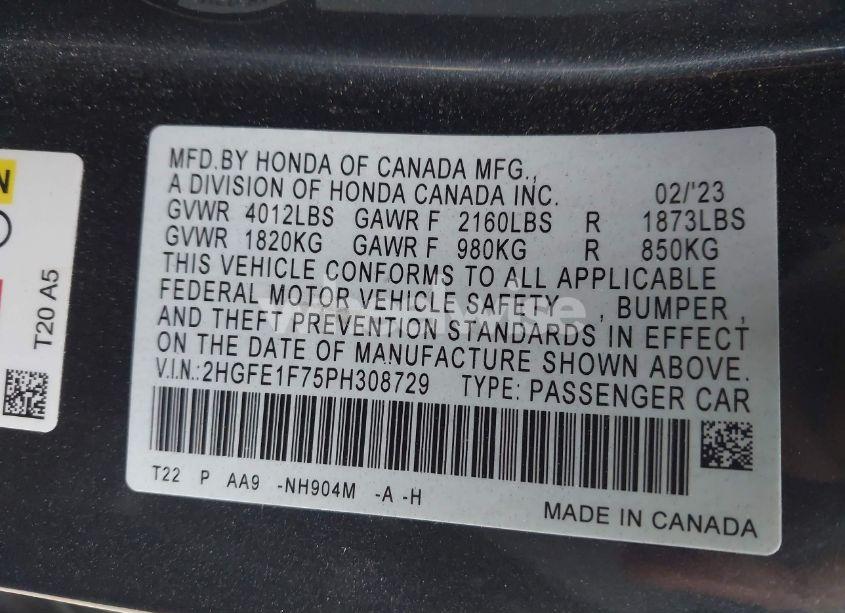 MFD.BY HONDA OF CANADA MFG.,
A DIVISION OF HONDA CANADA INC. 02/'23
GVWR 4012LBS GAWR F 2160LBS R 1873LBS
GVWR 1820KG GAWR F 980KG R 850KG
THIS VEHICLE CONFORMS TO ALL APPLICABLE
FEDERAL MOTOR VEHICLE SAFETY , BUMPER ,
AND THEFT PREVENTION STANDARDS IN EFFECT
ON THE DATE OF MANUFACTURE SHOWN ABOVE.
V.I.N.:2HGFE1F75PH308729 TYPE: PASSENGER CAR
T22 P AA9 -NH904M -A -H
MADE IN CANADA
N
T20 A5